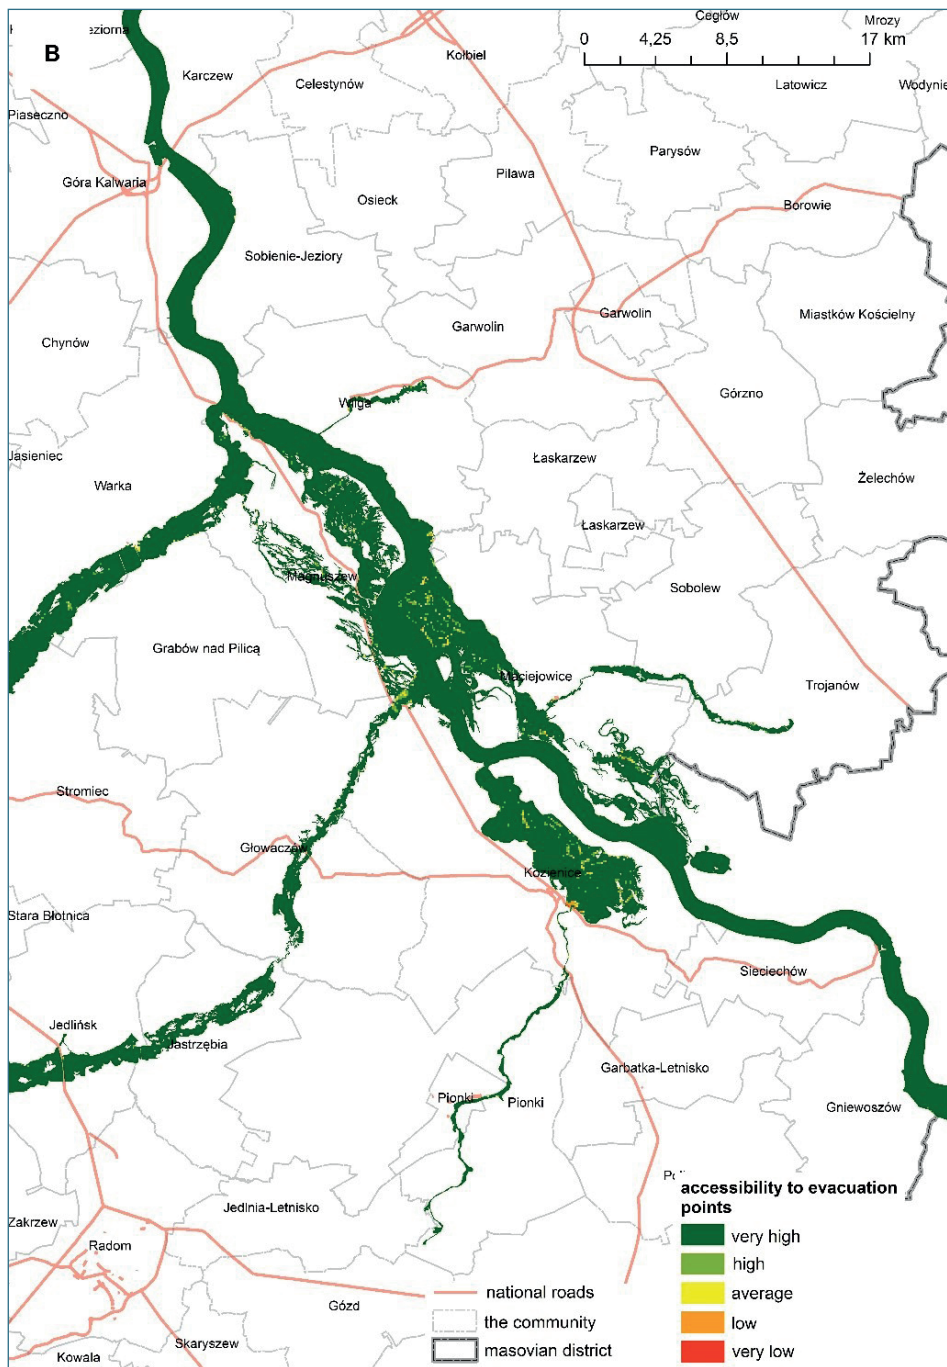 B
eziorna
Cegłów
Mrozy
0 4,25 8,5 17 km
Karczew
Celestynów
Kołbiel
Latowicz
Wodynie
Piaseczno
Parysów
Góra Kalwaria
Pilawa
Osieck
Borowie
Sobienie-Jeziory
Garwolin
Garwolin
Miastków Kościelny
Chynów
Górzno
Wilga
Jasieniec
Łaskarzew
Warka
Żelechów
Łaskarzew
Magnuszew
Sobolew
Grabów nad Pilicą
Maciejowice
Trojanów
Stromiec
Głowaczów
Kozienice
Stara Błotnica
Sieciechów
Jedlińsk
Jastrzębia
Garbatka-Letnisko
Pionki
Pionki
Gniewoszów
accessibility to evacuation
points
very high
high
average
low
very low
Jedlnia-Letnisko
Zakrzew
Radom
national roads
the community
masovian district
Gózd
Skaryszew
Kowala